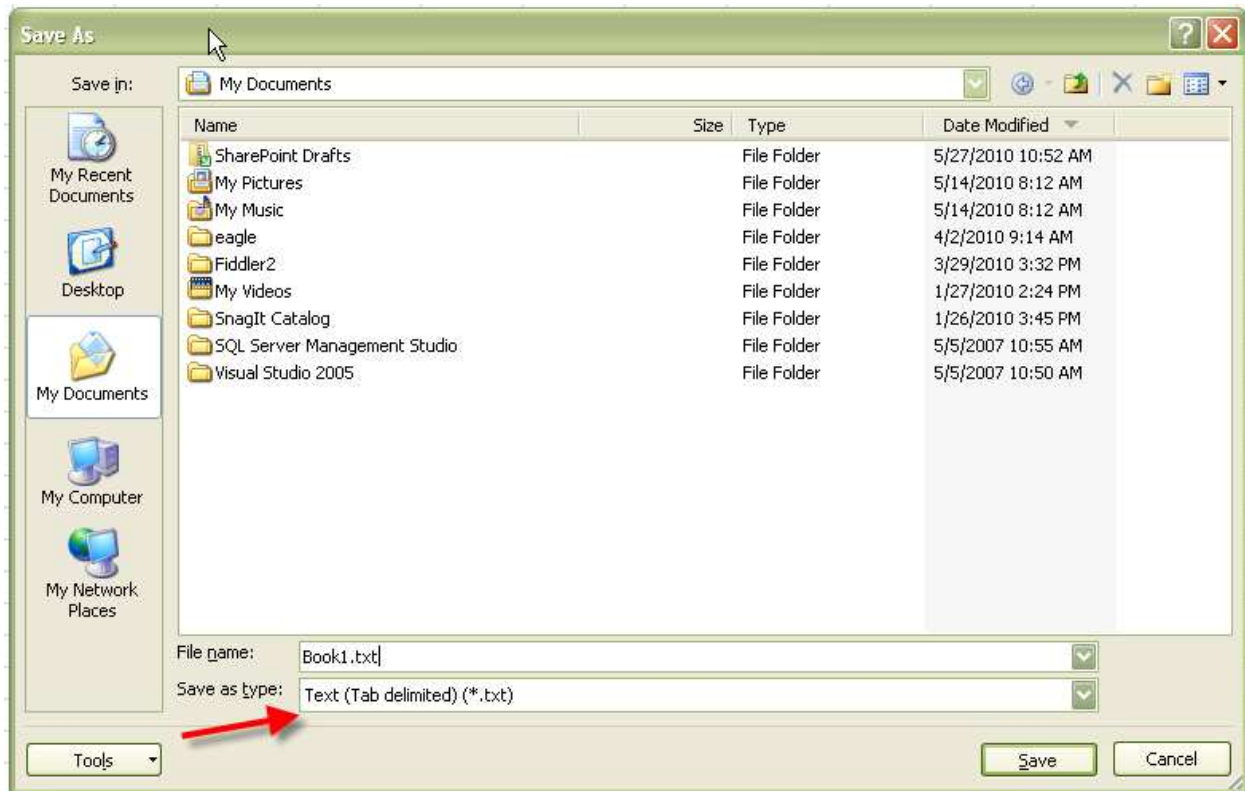 Save As
Save in: My Documents
Name Size Type Date Modified
SharePoint Drafts File Folder 5/27/2010 10:52 AM
My Pictures File Folder 5/14/2010 8:12 AM
My Music File Folder 5/14/2010 8:12 AM
eagle File Folder 4/2/2010 9:14 AM
Fiddler2 File Folder 3/29/2010 3:32 PM
My Videos File Folder 1/27/2010 2:24 PM
SnagIt Catalog File Folder 1/26/2010 3:45 PM
SQL Server Management Studio File Folder 5/5/2007 10:55 AM
Visual Studio 2005 File Folder 5/5/2007 10:50 AM
My Recent
Documents
Desktop
My Documents
My Computer
My Network
Places
File name: Book1.txt
Save as type: Text (Tab delimited) (*.txt)
Tools Save Cancel